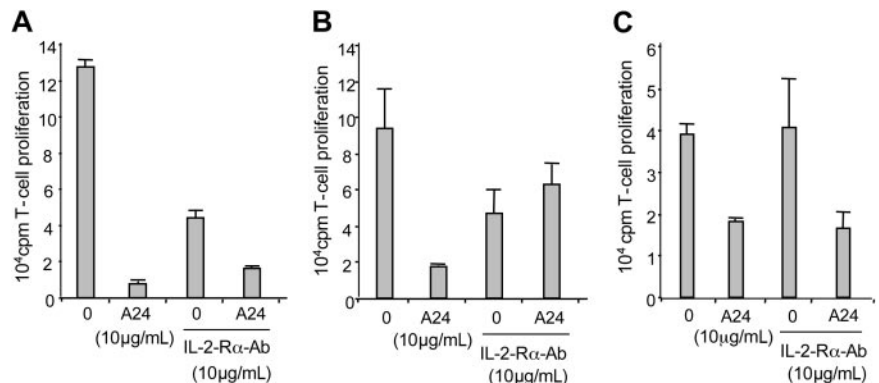 A
10⁴cpm T-cell proliferation
14
12
10
8
6
4
2
0
0
A24
(10µg/mL)
0
A24
IL-2-Rα-Ab
(10µg/mL)
B
10⁴cpm T-cell proliferation
14
12
10
8
6
4
2
0
0
A24
(10µg/mL)
0
A24
IL-2-Rα-Ab
(10µg/mL)
C
10⁴ cpm T-cell proliferation
6
5
4
3
2
1
0
0
A24
(10µg/mL)
0
A24
IL-2-Rα-Ab
(10µg/mL)